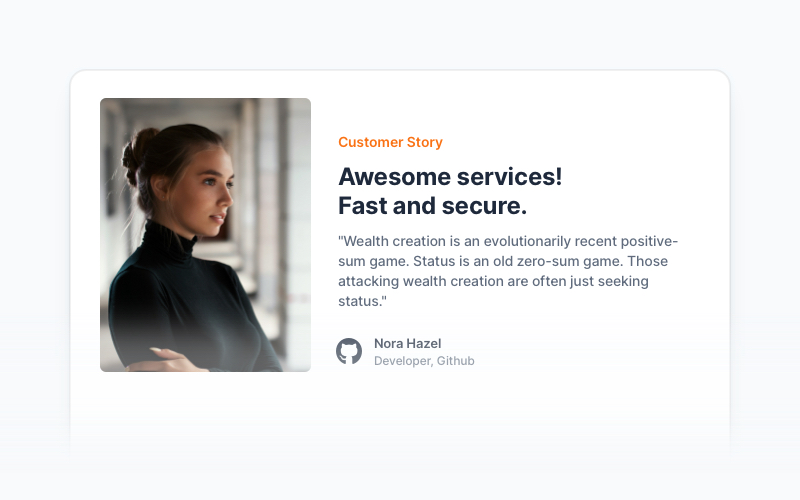 Customer Story
Awesome services!
Fast and secure.
"Wealth creation is an evolutionarily recent positive-
sum game. Status is an old zero-sum game. Those
attacking wealth creation are often just seeking
status."
Nora Hazel
Developer, Github